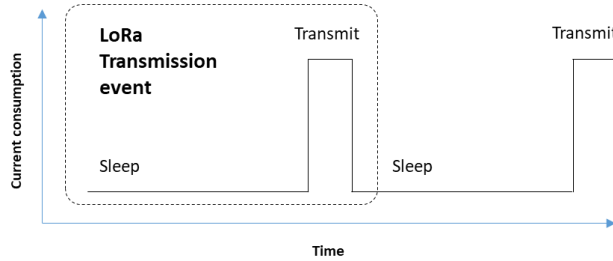 LoRa
Transmission
event
Transmit
Transmit
Sleep
Sleep
Current consumption
Time